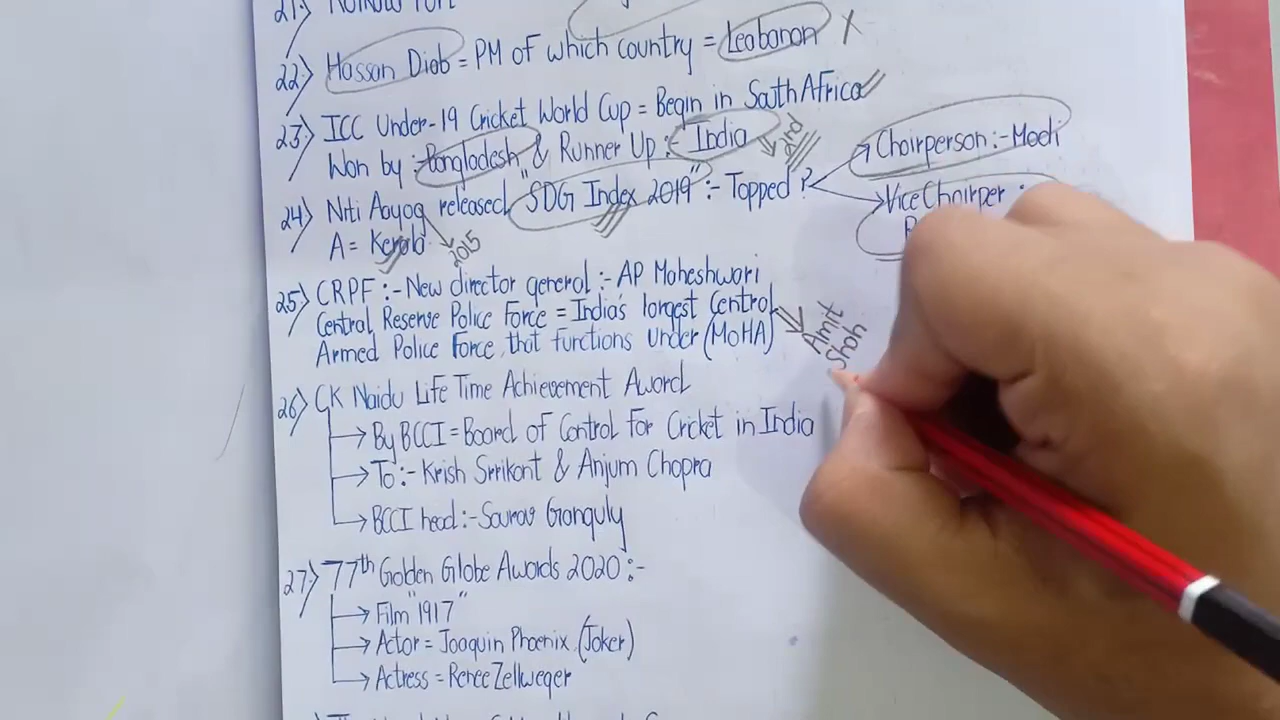 21)
22) Hassan Diab = PM of which country = Leabanon X
23) ICC Under-19 Cricket World Cup = Begin in South Africa
Won by :- Bangladesh & Runner Up :- India
2nd
24) Niti Aayog released "SDG Index 2019" :- Topped ?
A = Kerala
2015
Chairperson :- Modi
Vice Chairper
25) CRPF :- New director general :- AP Maheshwari
Central Reserve Police Force = India's largest Central
Armed Police Force that functions under (MoHA)
Amit
Shah
26) CK Naidu Life Time Achievement Award
By BCCI = Board of Control For Cricket in India
To :- Krish Srrikant & Anjum Chopra
BCCI head :- Sourav Ganguly
27) 77th Golden Globe Awards 2020 :-
Film "1917"
Actor = Joaquin Phoenix (Joker)
Actress = Renee Zellweger